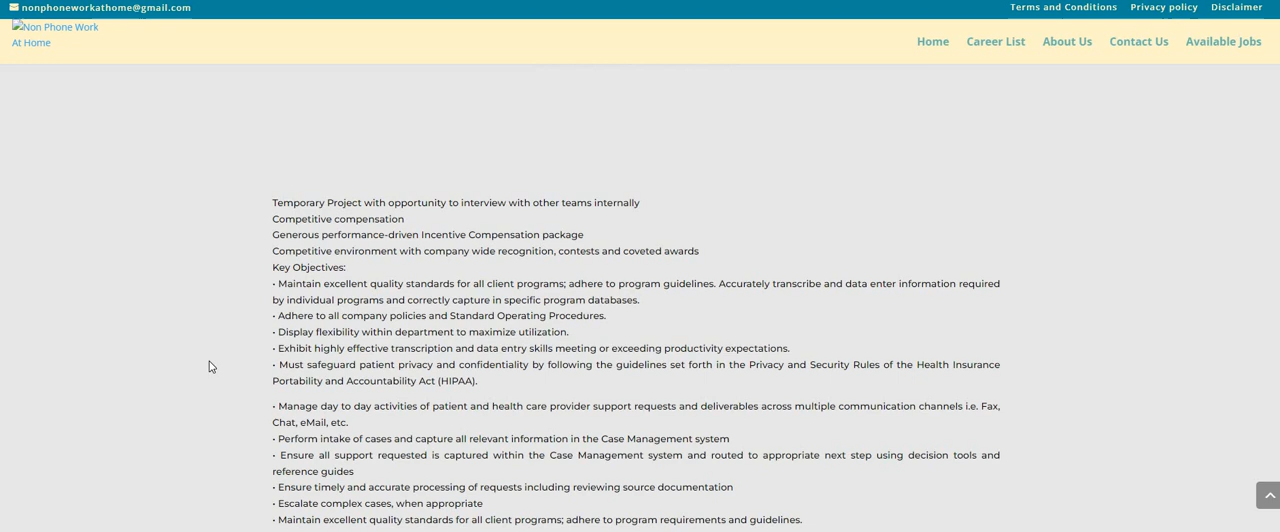 nonphoneworkathome@gmail.com
Terms and Conditions Privacy policy Disclaimer
Non Phone Work
At Home
Home Career List About Us Contact Us Available Jobs
Temporary Project with opportunity to interview with other teams internally
Competitive compensation
Generous performance-driven Incentive Compensation package
Competitive environment with company wide recognition, contests and coveted awards
Key Objectives:
• Maintain excellent quality standards for all client programs; adhere to program guidelines. Accurately transcribe and data enter information required
by individual programs and correctly capture in specific program databases.
• Adhere to all company policies and Standard Operating Procedures.
• Display flexibility within department to maximize utilization.
• Exhibit highly effective transcription and data entry skills meeting or exceeding productivity expectations.
• Must safeguard patient privacy and confidentiality by following the guidelines set forth in the Privacy and Security Rules of the Health Insurance
Portability and Accountability Act (HIPAA).
• Manage day to day activities of patient and health care provider support requests and deliverables across multiple communication channels i.e. Fax,
Chat, eMail, etc.
• Perform intake of cases and capture all relevant information in the Case Management system
• Ensure all support requested is captured within the Case Management system and routed to appropriate next step using decision tools and
reference guides
• Ensure timely and accurate processing of requests including reviewing source documentation
• Escalate complex cases, when appropriate
• Maintain excellent quality standards for all client programs; adhere to program requirements and guidelines.